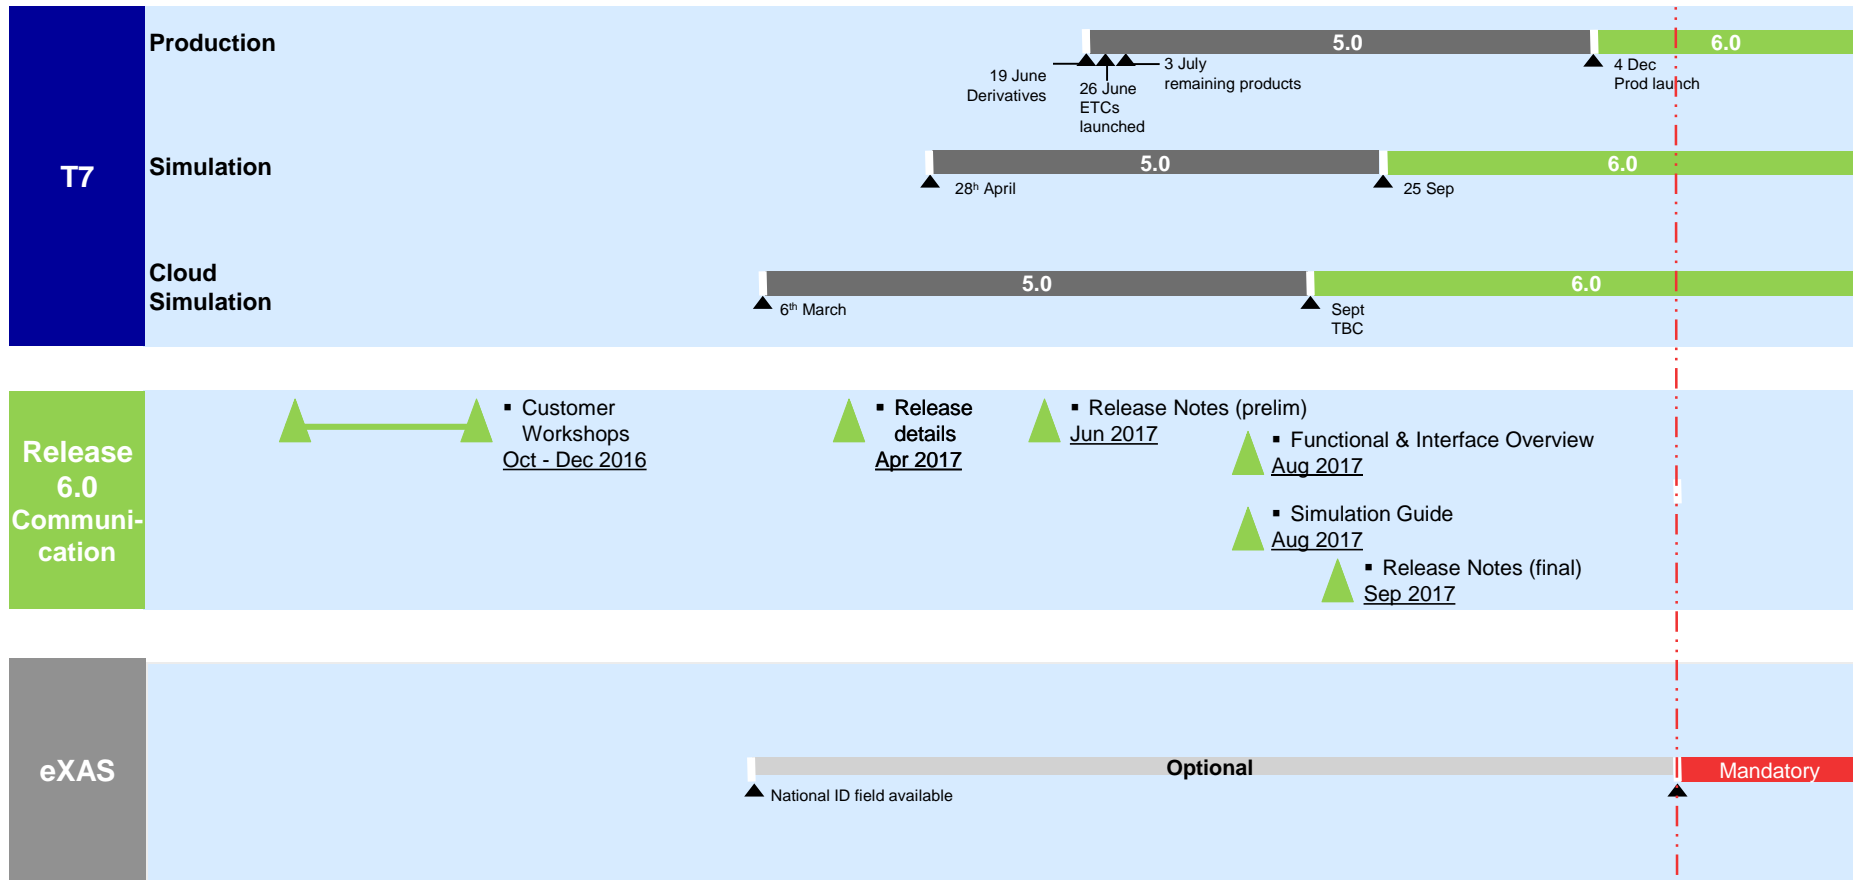 T7
Production
5.0
6.0
19 June
Derivatives
26 June
ETCs
launched
3 July
remaining products
4 Dec
Prod launch
Simulation
5.0
6.0
28h April
25 Sep
Cloud
Simulation
5.0
6.0
6th March
Sept
TBC
Release
6.0
Communi-
cation
▪ Customer
Workshops
Oct - Dec 2016
▪ Release
details
Apr 2017
▪ Release Notes (prelim)
Jun 2017
▪ Functional & Interface Overview
Aug 2017
▪ Simulation Guide
Aug 2017
▪ Release Notes (final)
Sep 2017
eXAS
Optional
Mandatory
National ID field available